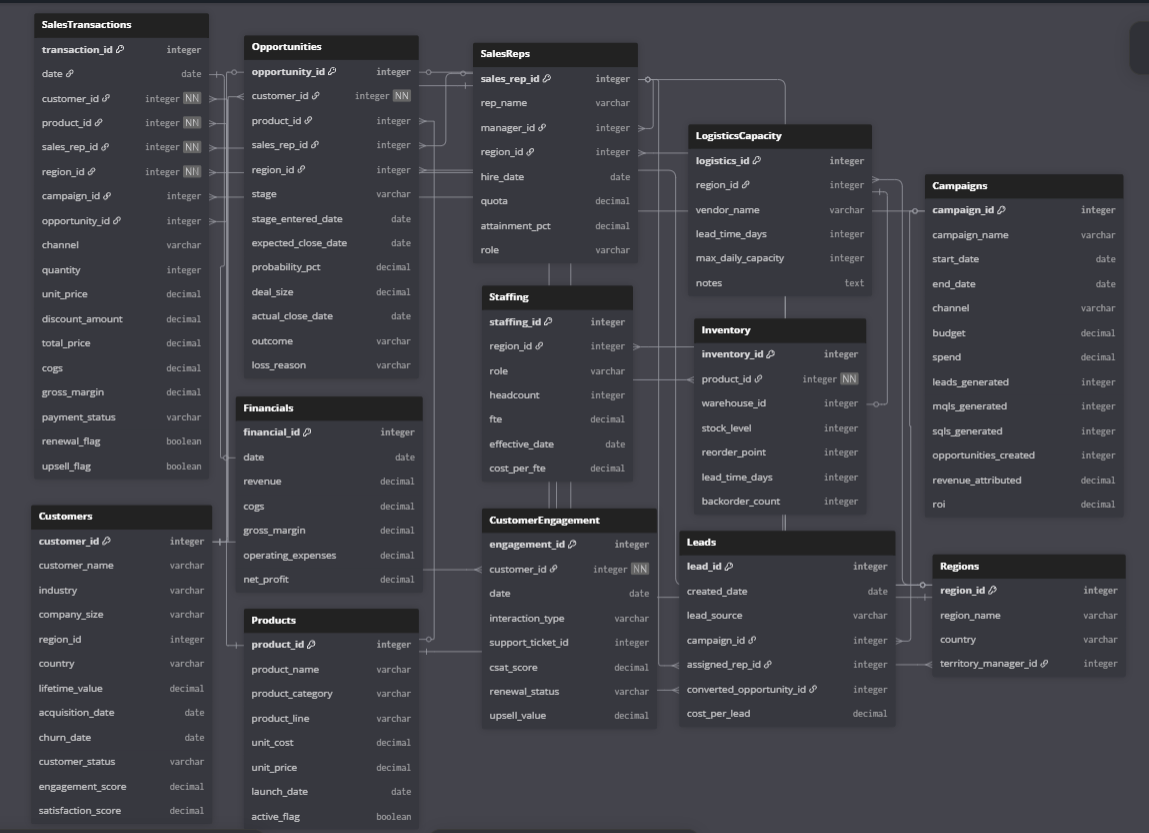 SalesTransactions
transaction_id integer
date date
customer_id integer NN
product_id integer NN
sales_rep_id integer NN
region_id integer NN
campaign_id integer
opportunity_id integer
channel varchar
quantity integer
unit_price decimal
discount_amount decimal
total_price decimal
cogs decimal
gross_margin decimal
payment_status varchar
renewal_flag boolean
upsell_flag boolean
Customers
customer_id integer
customer_name varchar
industry varchar
company_size varchar
region_id integer
country varchar
lifetime_value decimal
acquisition_date date
churn_date date
customer_status varchar
engagement_score decimal
satisfaction_score decimal
Opportunities
opportunity_id integer
customer_id integer NN
product_id integer
sales_rep_id integer
region_id integer
stage varchar
stage_entered_date date
expected_close_date date
probability_pct decimal
deal_size decimal
actual_close_date date
outcome varchar
loss_reason varchar
Financials
financial_id integer
date date
revenue decimal
cogs decimal
gross_margin decimal
operating_expenses decimal
net_profit decimal
Products
product_id integer
product_name varchar
product_category varchar
product_line varchar
unit_cost decimal
unit_price decimal
launch_date date
active_flag boolean
SalesReps
sales_rep_id integer
rep_name varchar
manager_id integer
region_id integer
hire_date date
quota decimal
attainment_pct decimal
role varchar
Staffing
staffing_id integer
region_id integer
role varchar
headcount integer
fte decimal
effective_date date
cost_per_fte decimal
CustomerEngagement
engagement_id integer
customer_id integer NN
date date
interaction_type varchar
support_ticket_id integer
csat_score decimal
renewal_status varchar
upsell_value decimal
LogisticsCapacity
logistics_id integer
region_id integer
vendor_name varchar
lead_time_days integer
max_daily_capacity integer
notes text
Inventory
inventory_id integer
product_id integer NN
warehouse_id integer
stock_level integer
reorder_point integer
lead_time_days integer
backorder_count integer
Leads
lead_id integer
created_date date
lead_source varchar
campaign_id integer
assigned_rep_id integer
converted_opportunity_id integer
cost_per_lead decimal
Campaigns
campaign_id integer
campaign_name varchar
start_date date
end_date date
channel varchar
budget decimal
spend decimal
leads_generated integer
mqls_generated integer
sqls_generated integer
opportunities_created integer
revenue_attributed decimal
roi decimal
Regions
region_id integer
region_name varchar
country varchar
territory_manager_id integer